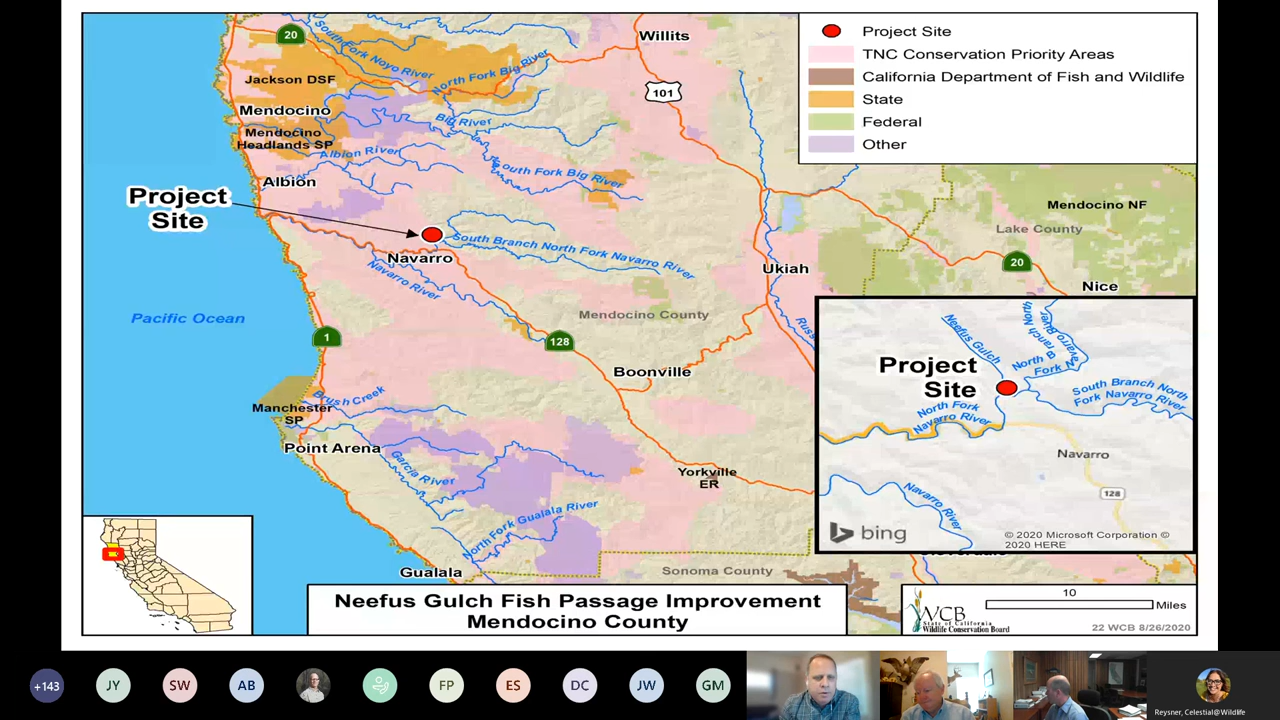 20
South Fork Noyo River
Willits
Jackson DSF
North Fork Big River
101
Mendocino
Big River
Mendocino
Headlands SP
Albion River
South Fork Big River
Albion
Project
Site
South Branch North Fork Navarro River
Navarro
Navarro River
Ukiah
Mendocino NF
Lake County
20
Nice
Pacific Ocean
Mendocino County
1
128
Boonville
Brush Creek
Manchester
SP
Point Arena
Garcia River
Yorkville
ER
North Fork Gualala River
Gualala
Sonoma County
Project Site
TNC Conservation Priority Areas
California Department of Fish and Wildlife
State
Federal
Other
Neefus Gulch
North B
ranch North
Fork
Project
Site
South Branch North
Fork Navarro River
North Fork
Navarro River
Navarro
128
Navarro River
bing
© 2020 Microsoft Corporation ©
2020 HERE
Neefus Gulch Fish Passage Improvement
Mendocino County
WCB
State of California
Wildlife Conservation Board
10
Miles
22 WCB 8/26/2020
+143
JY
SW
AB
FP
ES
DC
JW
GM
Reysner, Celestial@Wildlife